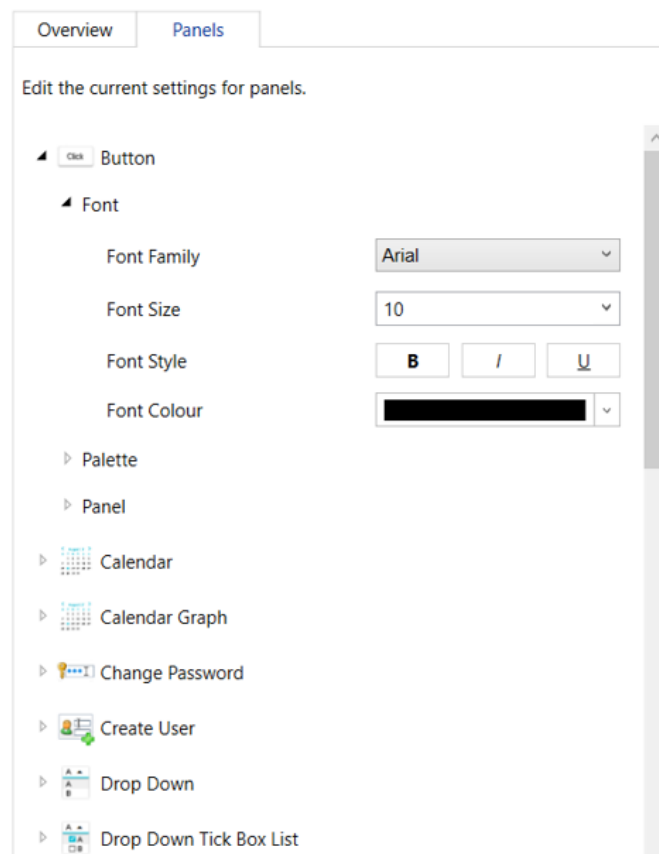 Overview Panels
Edit the current settings for panels.
Click Button
Font
Font Family Arial
Font Size 10
Font Style B I U
Font Colour
Palette
Panel
Calendar
Calendar Graph
Change Password
Create User
Drop Down
Drop Down Tick Box List